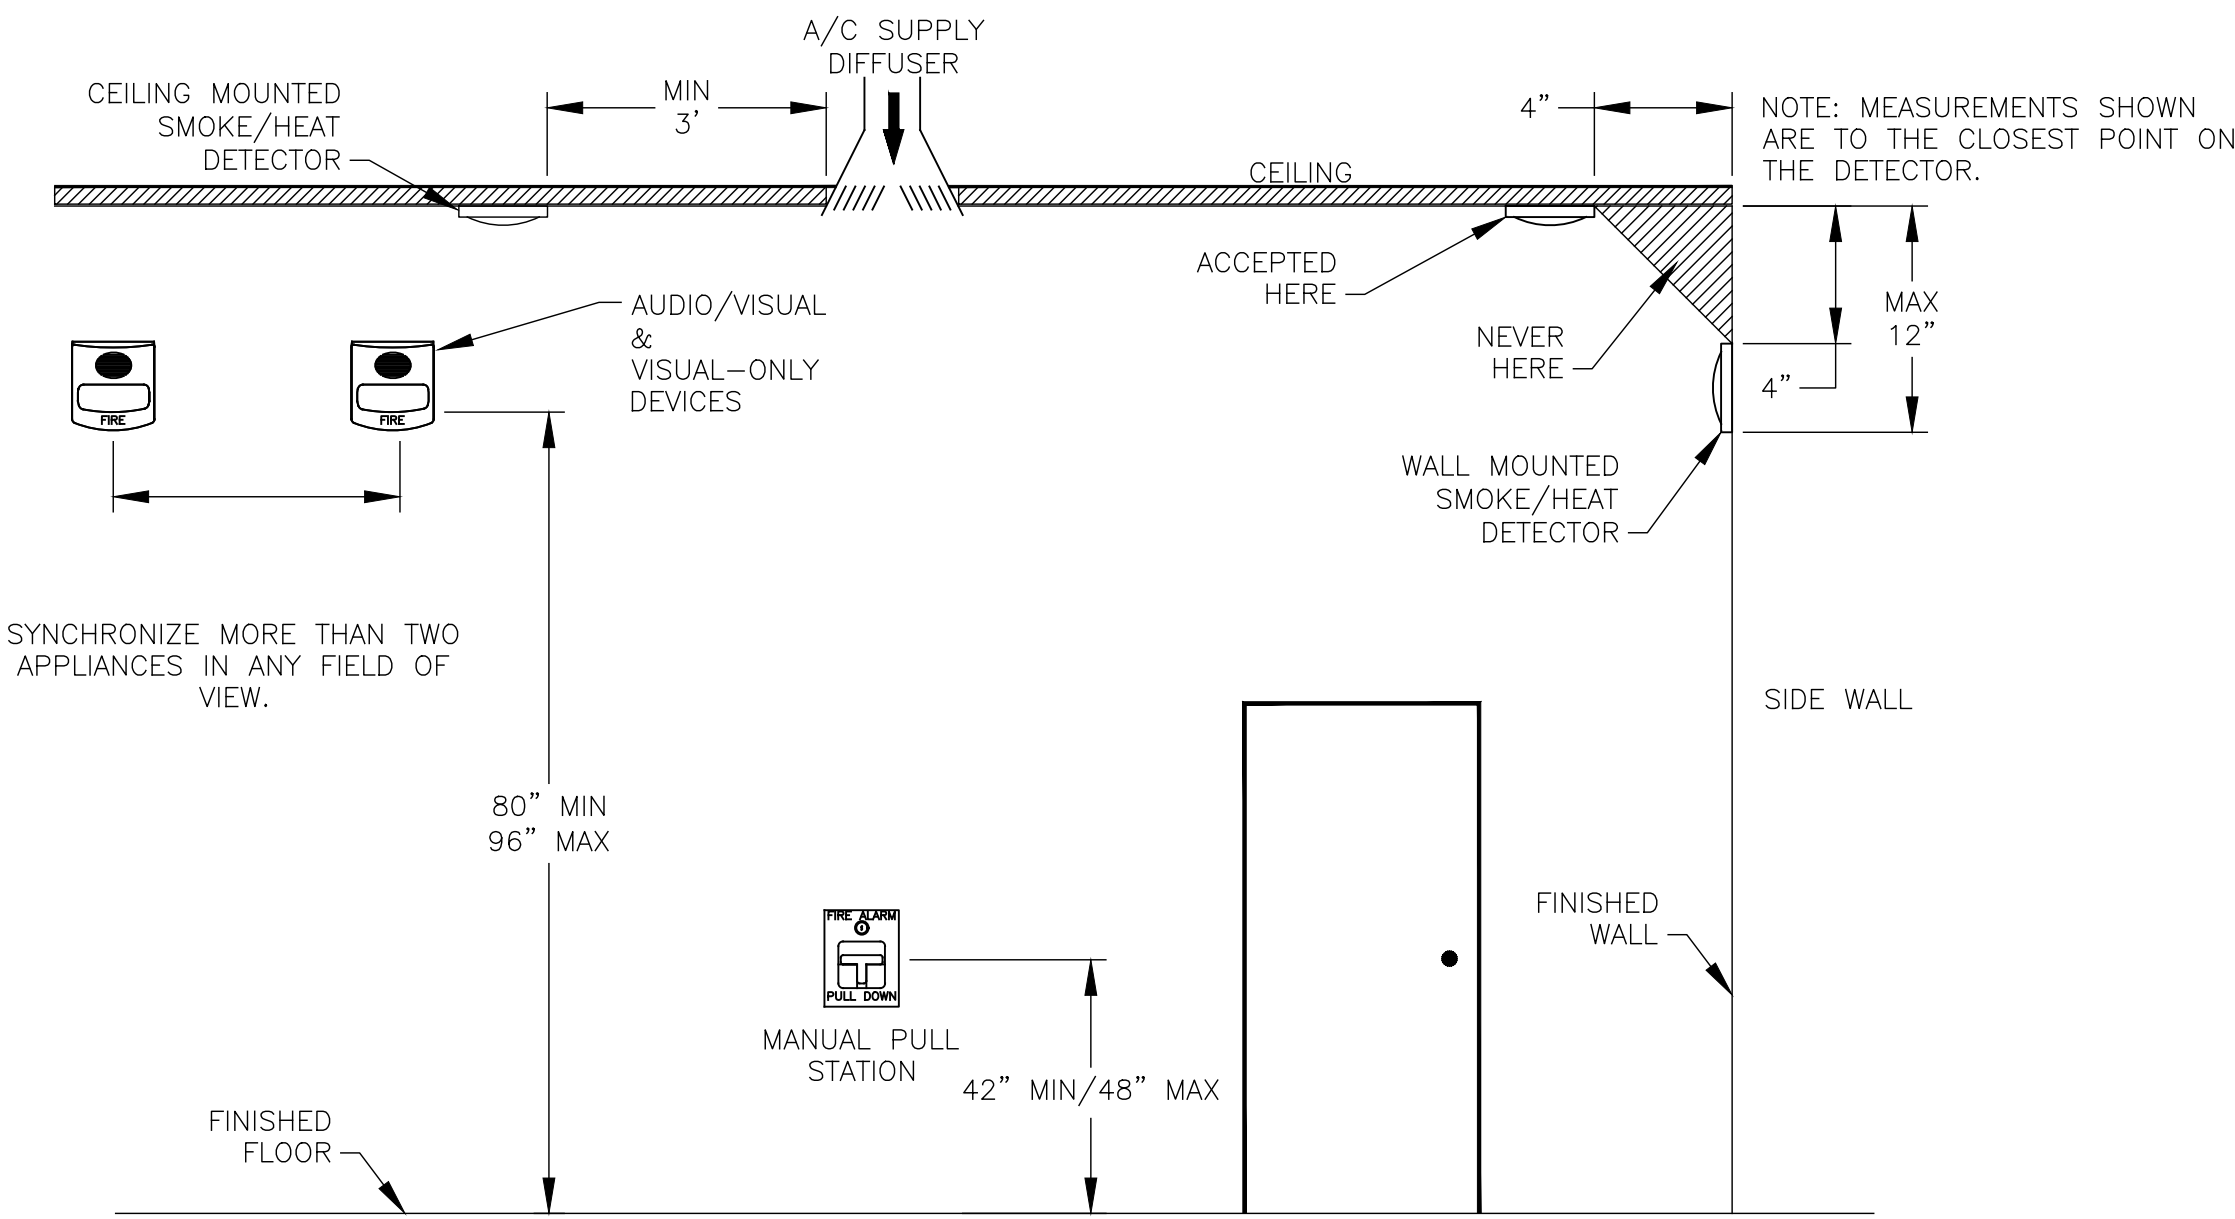 A/C SUPPLY
DIFFUSER
CEILING MOUNTED
SMOKE/HEAT
DETECTOR
MIN
3'
4”
NOTE: MEASUREMENTS SHOWN
ARE TO THE CLOSEST POINT ON
THE DETECTOR.
CEILING
ACCEPTED
HERE
NEVER
HERE
MAX
12”
4”
AUDIO/VISUAL
&
VISUAL-ONLY
DEVICES
FIRE
FIRE
WALL MOUNTED
SMOKE/HEAT
DETECTOR
SYNCHRONIZE MORE THAN TWO
APPLIANCES IN ANY FIELD OF
VIEW.
SIDE WALL
80” MIN
96” MAX
FIRE ALARM
PULL DOWN
MANUAL PULL
STATION
42” MIN/48” MAX
FINISHED
WALL
FINISHED
FLOOR